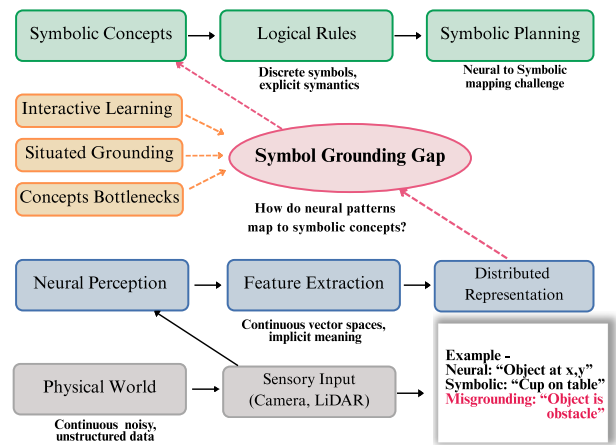 Symbolic Concepts
Logical Rules
Symbolic Planning
Discrete symbols,
explicit symantics
Neural to Symbolic
mapping challenge
Interactive Learning
Situated Grounding
Concepts Bottlenecks
Symbol Grounding Gap
How do neural patterns
map to symbolic concepts?
Neural Perception
Feature Extraction
Distributed
Representation
Continuous vector spaces,
implicit meaning
Physical World
Sensory Input
(Camera, LiDAR)
Continuous noisy,
unstructured data
Example -
Neural: “Object at x,y”
Symbolic: “Cup on table”
Misgrounding: “Object is
obstacle”